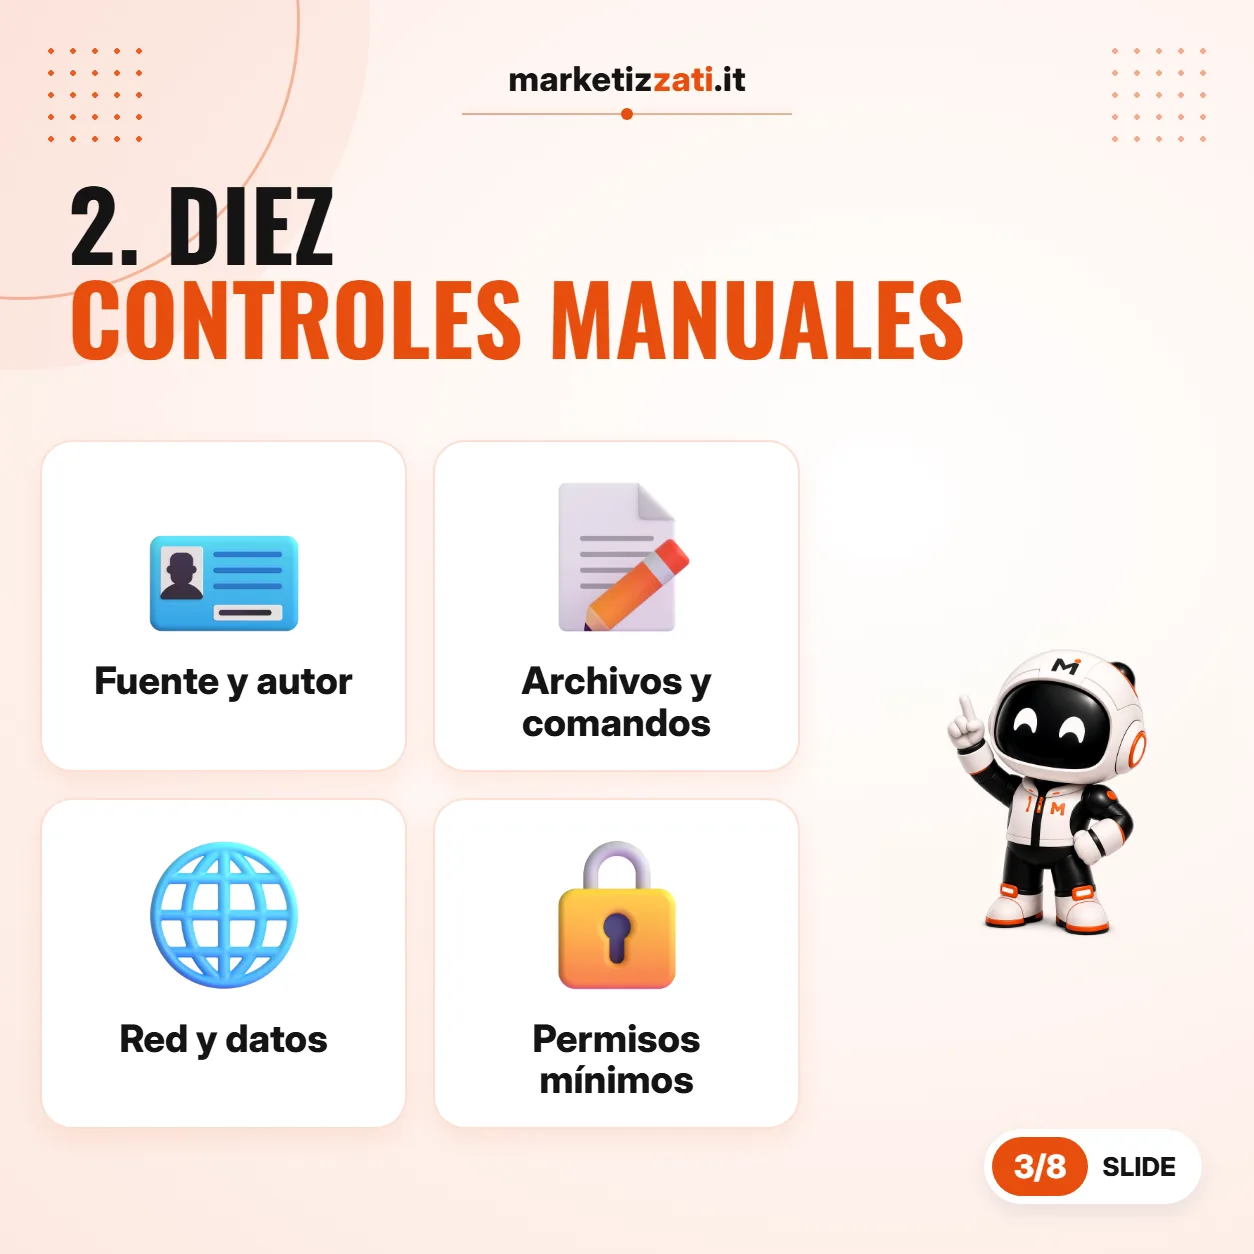 marketizzati.it
2. DIEZ
CONTROLES MANUALES
Fuente y autor
Archivos y
comandos
Red y datos
Permisos
mínimos
M
M
3/8 SLIDE